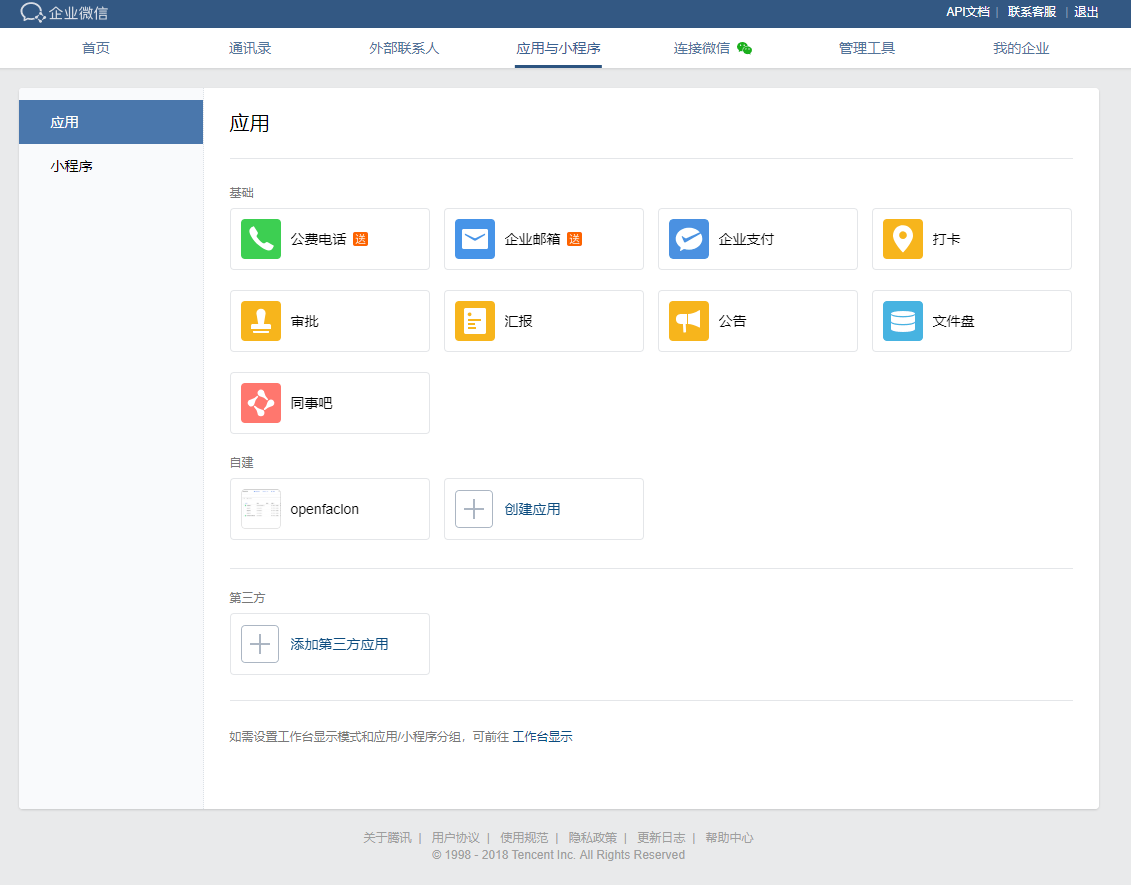 企业微信
API文档 | 联系客服 | 退出
首页 通讯录 外部联系人 应用与小程序 连接微信 管理工具 我的企业
应用
小程序
应用
基础
公费电话 送 企业邮箱 送 企业支付 打卡
审批 汇报 公告 文件盘
同事吧
自建
openfaclon 创建应用
第三方
添加第三方应用
如需设置工作台显示模式和应用/小程序分组，可前往 工作台显示
关于腾讯 | 用户协议 | 使用规范 | 隐私政策 | 更新日志 | 帮助中心
© 1998 - 2018 Tencent Inc. All Rights Reserved